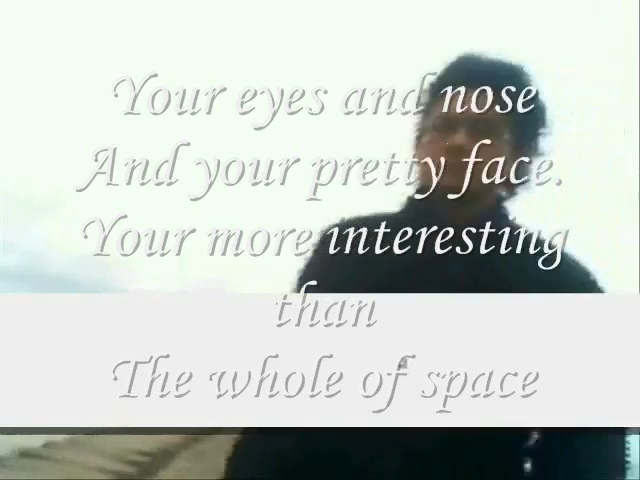 Your eyes and nose
And your pretty face.
Your more interesting
than
The whole of space